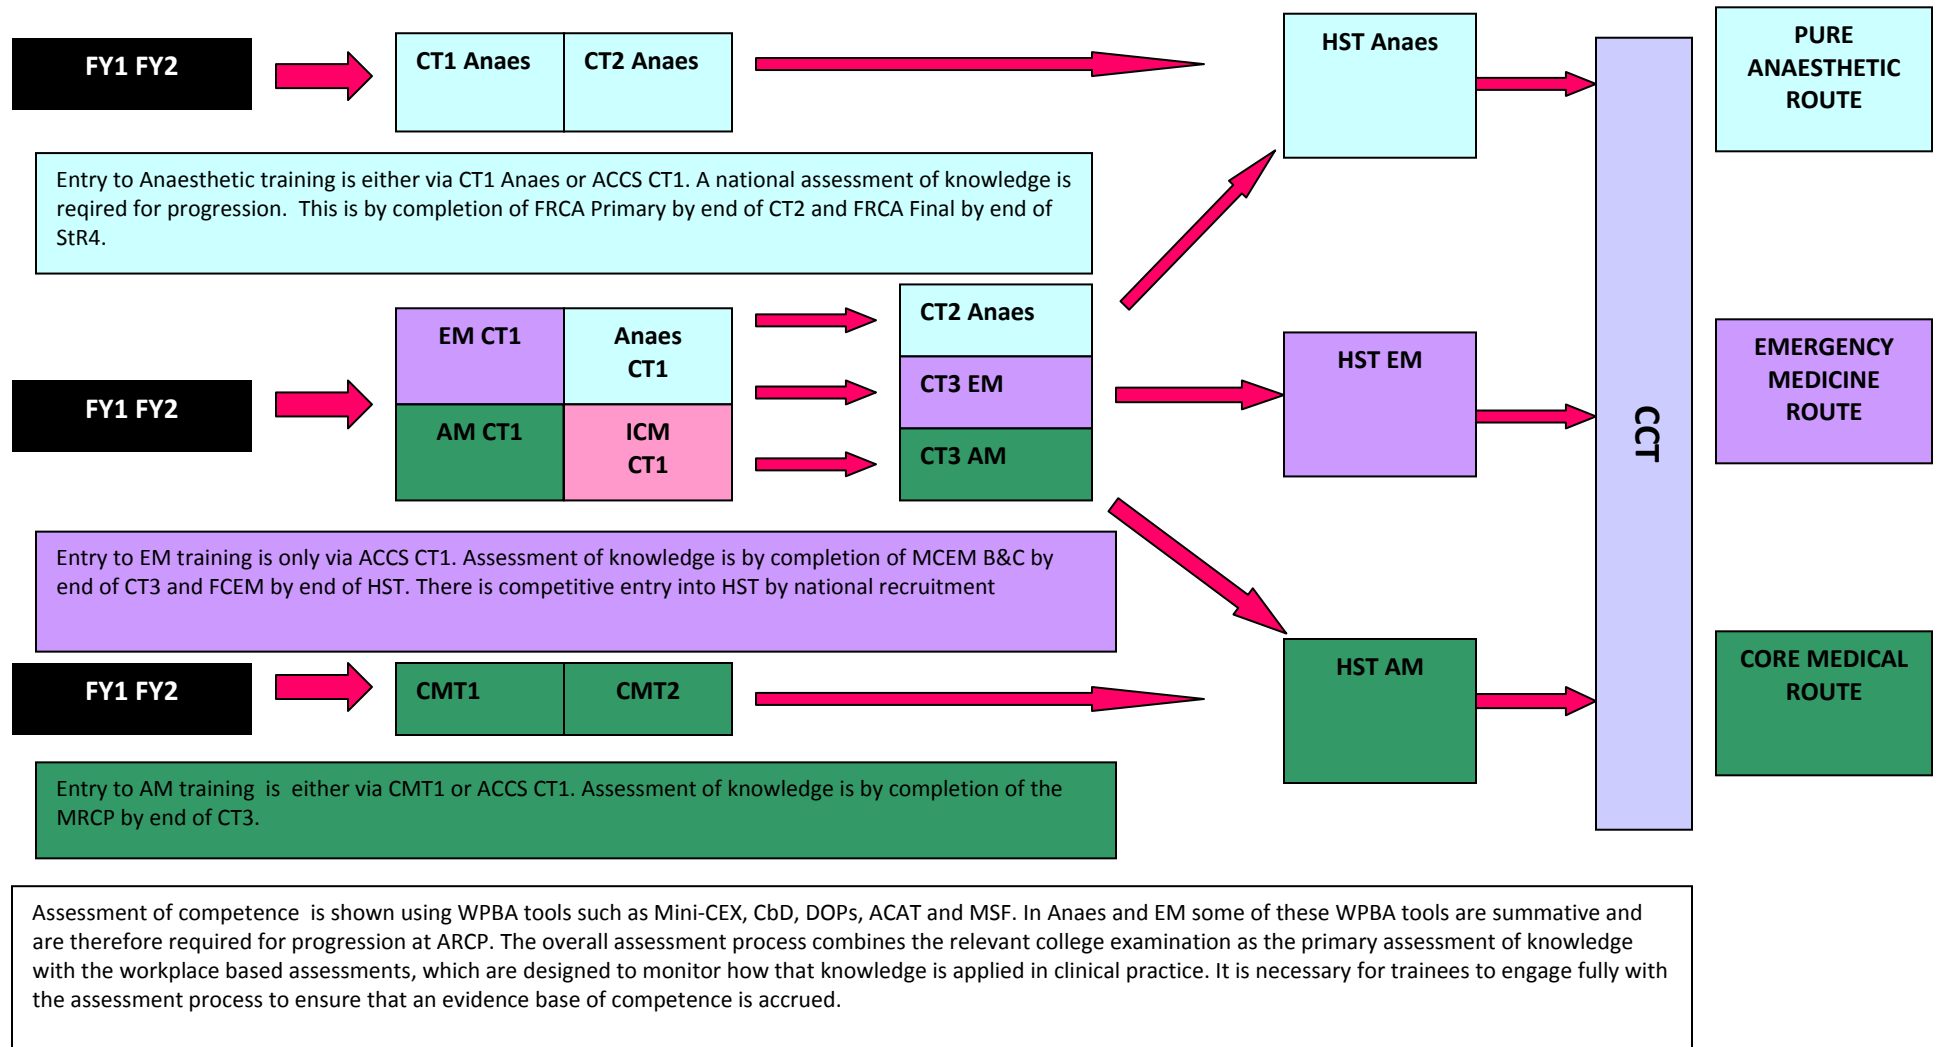 FY1 FY2
CT1 Anaes
CT2 Anaes
HST Anaes
PURE
ANAESTHETIC
ROUTE
Entry to Anaesthetic training is either via CT1 Anaes or ACCS CT1. A national assessment of knowledge is
reqired for progression.  This is by completion of FRCA Primary by end of CT2 and FRCA Final by end of
StR4.
FY1 FY2
EM CT1
Anaes
CT1
AM CT1
ICM
CT1
CT2 Anaes
CT3 EM
CT3 AM
HST EM
CCT
EMERGENCY
MEDICINE
ROUTE
Entry to EM training is only via ACCS CT1. Assessment of knowledge is by completion of MCEM B&C by
end of CT3 and FCEM by end of HST. There is competitive entry into HST by national recruitment
FY1 FY2
CMT1
CMT2
HST AM
CORE MEDICAL
ROUTE
Entry to AM training  is  either via CMT1 or ACCS CT1. Assessment of knowledge is by completion of the
MRCP by end of CT3.
Assessment of competence  is shown using WPBA tools such as Mini-CEX, CbD, DOPs, ACAT and MSF. In Anaes and EM some of these WPBA tools are summative and
are therefore required for progression at ARCP. The overall assessment process combines the relevant college examination as the primary assessment of knowledge
with the workplace based assessments, which are designed to monitor how that knowledge is applied in clinical practice. It is necessary for trainees to engage fully with
the assessment process to ensure that an evidence base of competence is accrued.